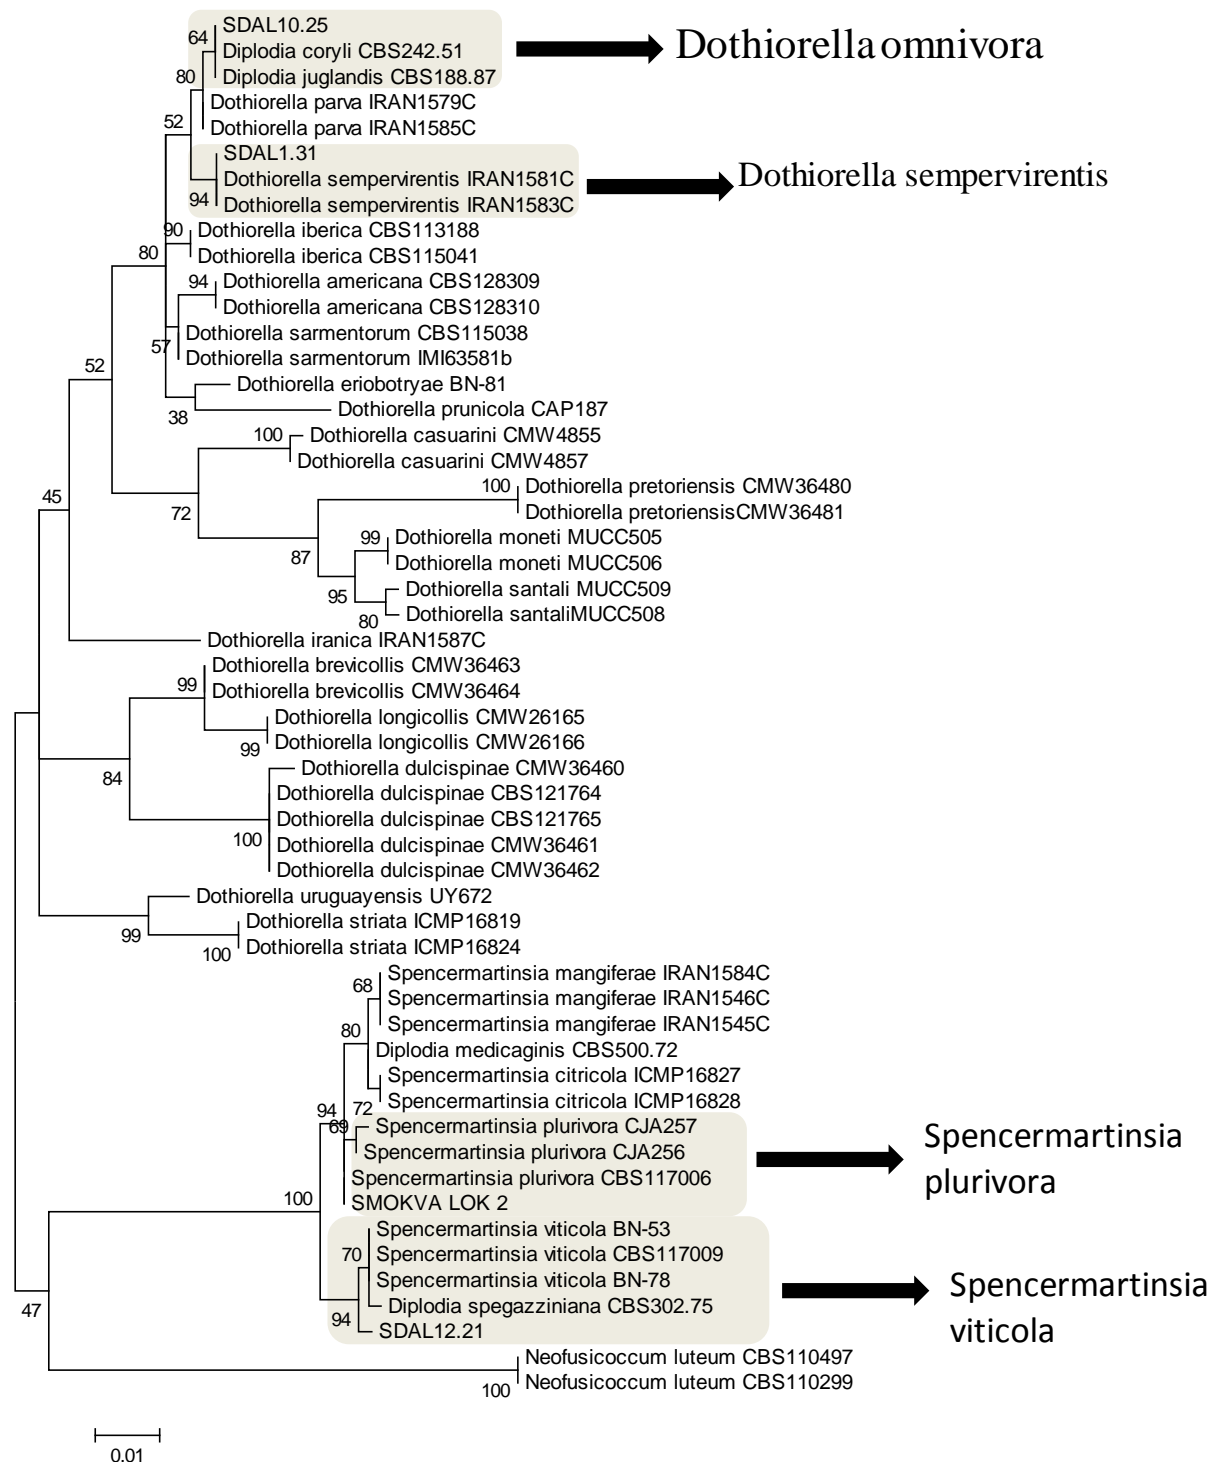 SDAL10.25
64
Diplodia coryli CBS242.51
Dothiorella omnivora
80
Diplodia juglandis CBS188.87
Dothiorella parva IRAN1579C
52
Dothiorella parva IRAN1585C
SDAL1.31
Dothiorella sempervirentis IRAN1581C
Dothiorella sempervirentis
94
Dothiorella sempervirentis IRAN1583C
90
Dothiorella iberica CBS113188
80
Dothiorella iberica CBS115041
94
Dothiorella americana CBS128309
Dothiorella americana CBS128310
Dothiorella sarmentorum CBS115038
57
Dothiorella sarmentorum IMI63581b
52
Dothiorella eriobotryae BN-81
38
Dothiorella prunicola CAP187
100
Dothiorella casuarini CMW4855
Dothiorella casuarini CMW4857
45
100
Dothiorella pretoriensis CMW36480
72
Dothiorella pretoriensisCMW36481
99
Dothiorella moneti MUCC505
87
Dothiorella moneti MUCC506
95
Dothiorella santali MUCC509
80
Dothiorella santaliMUCC508
Dothiorella iranica IRAN1587C
Dothiorella brevicollis CMW36463
99
Dothiorella brevicollis CMW36464
Dothiorella longicollis CMW26165
99
Dothiorella longicollis CMW26166
84
Dothiorella dulcispinae CMW36460
Dothiorella dulcispinae CBS121764
Dothiorella dulcispinae CBS121765
100
Dothiorella dulcispinae CMW36461
Dothiorella dulcispinae CMW36462
Dothiorella uruguayensis UY672
99
Dothiorella striata ICMP16819
100
Dothiorella striata ICMP16824
68
Spencermartinsia mangiferae IRAN1584C
Spencermartinsia mangiferae IRAN1546C
80
Spencermartinsia mangiferae IRAN1545C
Diplodia medicaginis CBS500.72
Spencermartinsia citricola ICMP16827
94
72
Spencermartinsia citricola ICMP16828
69
Spencermartinsia plurivora CJA257
Spencermartinsia
plurivora
Spencermartinsia plurivora CJA256
Spencermartinsia plurivora CBS117006
100
SMOKVA LOK 2
Spencermartinsia viticola BN-53
70
Spencermartinsia viticola CBS117009
Spencermartinsia viticola BN-78
Spencermartinsia
viticola
47
Diplodia spegazziniana CBS302.75
94
SDAL12.21
Neofusicoccum luteum CBS110497
100
Neofusicoccum luteum CBS110299
0.01